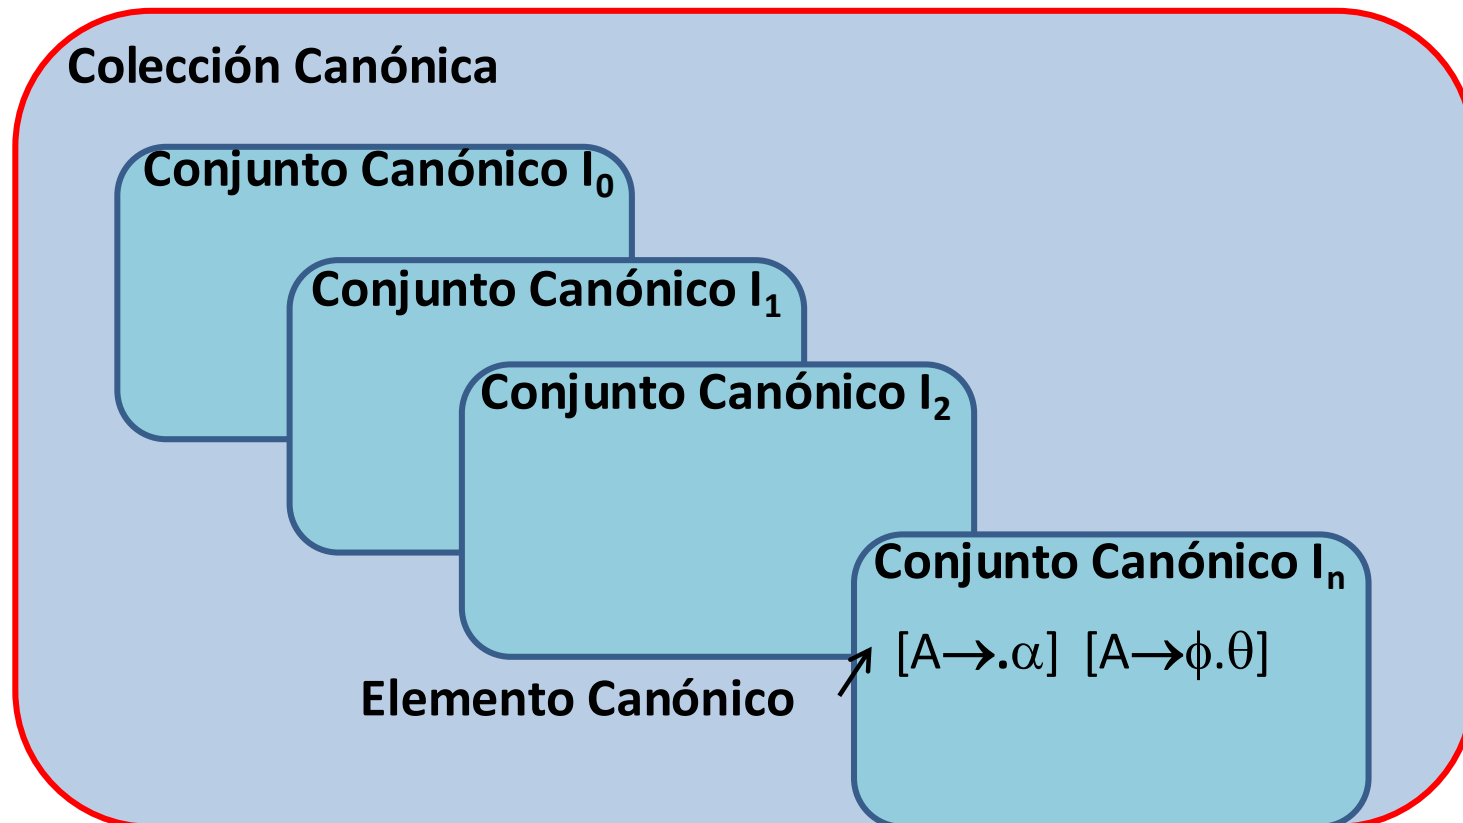 Colección Canónica
Conjunto Canónico I₀
Conjunto Canónico I₁
Conjunto Canónico I₂
Conjunto Canónico Iₙ
[A→.α] [A→ϕ.θ]
Elemento Canónico